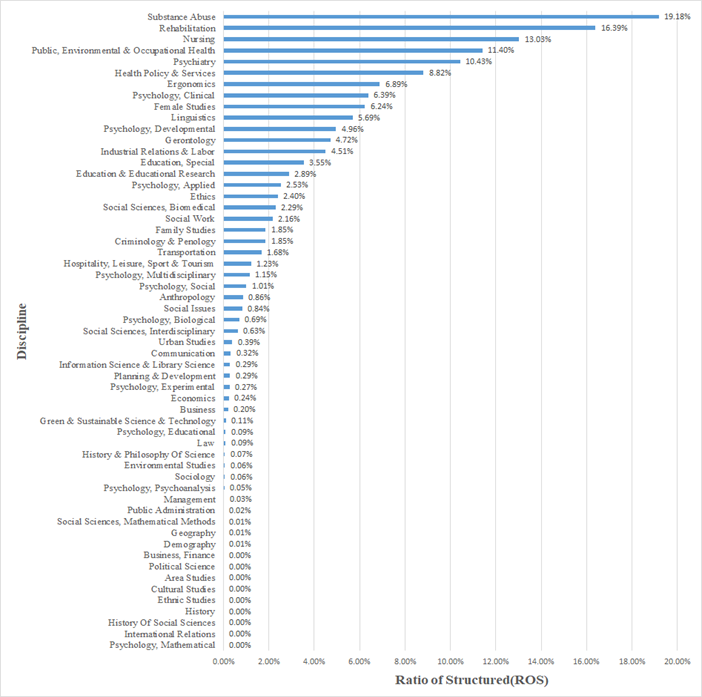 Substance Abuse 19.18%
Rehabilitation 16.39%
Nursing 13.03%
Public, Environmental & Occupational Health 11.40%
Psychiatry 10.43%
Health Policy & Services 8.82%
Ergonomics 6.89%
Psychology, Clinical 6.39%
Female Studies 6.24%
Linguistics 5.69%
Psychology, Developmental 4.96%
Gerontology 4.72%
Industrial Relations & Labor 4.51%
Education, Special 3.55%
Education & Educational Research 2.89%
Psychology, Applied 2.53%
Ethics 2.40%
Social Sciences, Biomedical 2.29%
Social Work 2.16%
Family Studies 1.85%
Criminology & Penology 1.85%
Transportation 1.68%
Hospitality, Leisure, Sport & Tourism 1.23%
Psychology, Multidisciplinary 1.15%
Psychology, Social 1.01%
Anthropology 0.86%
Social Issues 0.84%
Psychology, Biological 0.69%
Social Sciences, Interdisciplinary 0.63%
Urban Studies 0.39%
Communication 0.32%
Information Science & Library Science 0.29%
Planning & Development 0.29%
Psychology, Experimental 0.27%
Economics 0.24%
Business 0.20%
Green & Sustainable Science & Technology 0.11%
Psychology, Educational 0.09%
Law 0.09%
History & Philosophy Of Science 0.07%
Environmental Studies 0.06%
Sociology 0.06%
Psychology, Psychoanalysis 0.05%
Management 0.03%
Public Administration 0.02%
Social Sciences, Mathematical Methods 0.01%
Geography 0.01%
Demography 0.01%
Business, Finance 0.00%
Political Science 0.00%
Area Studies 0.00%
Cultural Studies 0.00%
Ethnic Studies 0.00%
History 0.00%
History Of Social Sciences 0.00%
International Relations 0.00%
Psychology, Mathematical 0.00%
Discipline
0.00% 2.00% 4.00% 6.00% 8.00% 10.00% 12.00% 14.00% 16.00% 18.00% 20.00%
Ratio of Structured(ROS)